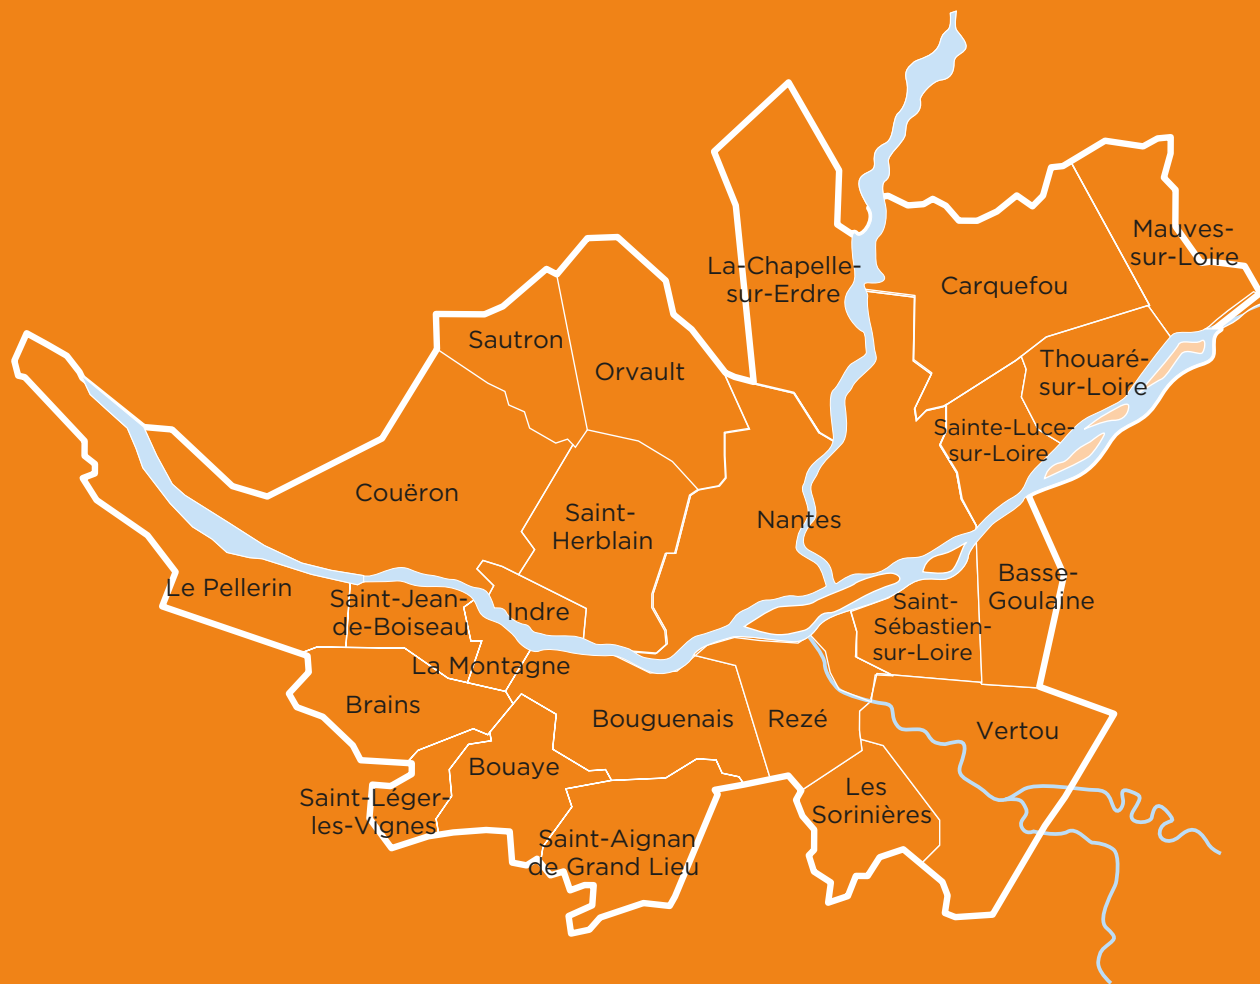 Mauves-
sur-Loire
La-Chapelle-
sur-Erdre
Carquefou
Sautron
Orvault
Thouaré-
sur-Loire
Sainte-Luce-
sur-Loire
Couëron
Saint-
Herblain
Nantes
Le Pellerin
Saint-Jean-
de-Boiseau
Indre
Basse-
Goulaine
Saint-
Sébastien-
sur-Loire
La Montagne
Brains
Bouguenais
Rezé
Vertou
Bouaye
Saint-Léger-
les-Vignes
Les
Sorinières
Saint-Aignan
de Grand Lieu